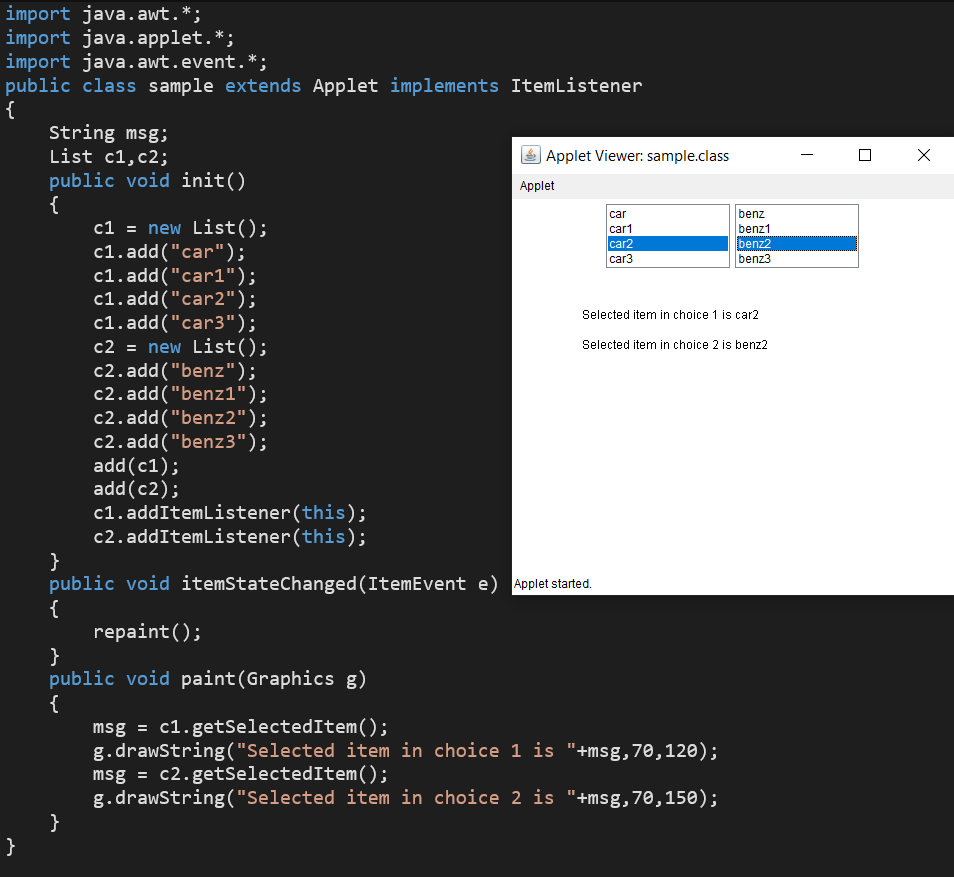 import java.awt.*;
import java.applet.*;
import java.awt.event.*;
public class sample extends Applet implements ItemListener
{
    String msg;
    List c1,c2;
    public void init()
    {
        c1 = new List();
        c1.add("car");
        c1.add("car1");
        c1.add("car2");
        c1.add("car3");
        c2 = new List();
        c2.add("benz");
        c2.add("benz1");
        c2.add("benz2");
        c2.add("benz3");
        add(c1);
        add(c2);
        c1.addItemListener(this);
        c2.addItemListener(this);
    }
    public void itemStateChanged(ItemEvent e)
    {
        repaint();
    }
    public void paint(Graphics g)
    {
        msg = c1.getSelectedItem();
        g.drawString("Selected item in choice 1 is "+msg,70,120);
        msg = c2.getSelectedItem();
        g.drawString("Selected item in choice 2 is "+msg,70,150);
    }
}
Applet Viewer: sample.class
Applet
car
car1
car2
car3
benz
benz1
benz2
benz3
Selected item in choice 1 is car2
Selected item in choice 2 is benz2
Applet started.